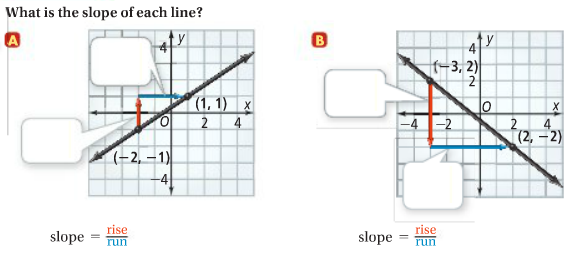 What is the slope of each line?
A
4
y
(1, 1)
x
O
2
4
(−2, −1)
−4
slope = rise/run
B
4
y
(−3, 2)
2
O
x
−4
−2
2
4
(2, −2)
slope = rise/run